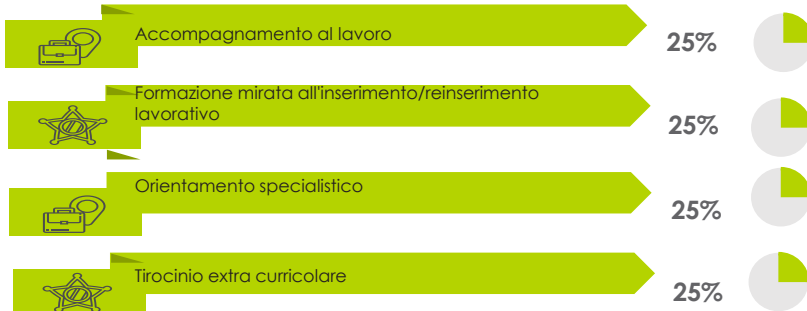 Accompagnamento al lavoro
25%
Formazione mirata all'inserimento/reinserimento
lavorativo
25%
Orientamento specialistico
25%
Tirocinio extra curricolare
25%